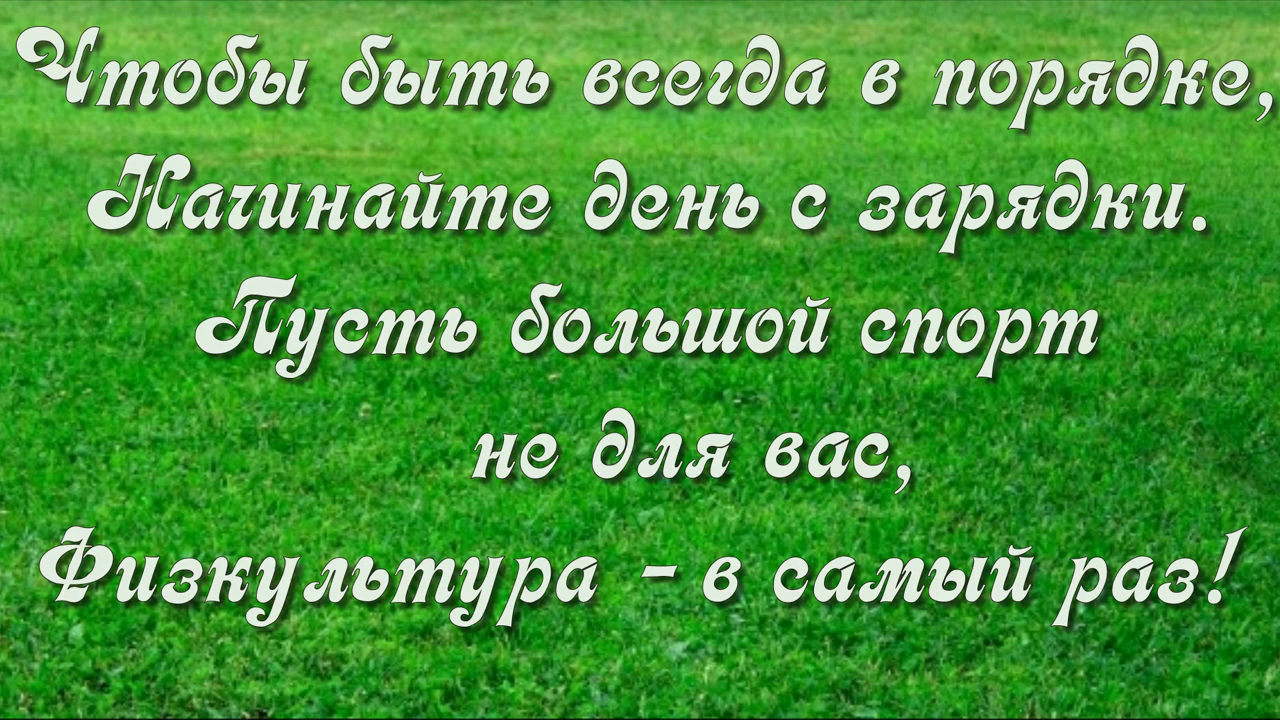 Чтобы быть всегда в порядке,
Начинайте день с зарядки.
Пусть большой спорт
не для вас,
Физкультура - в самый раз!